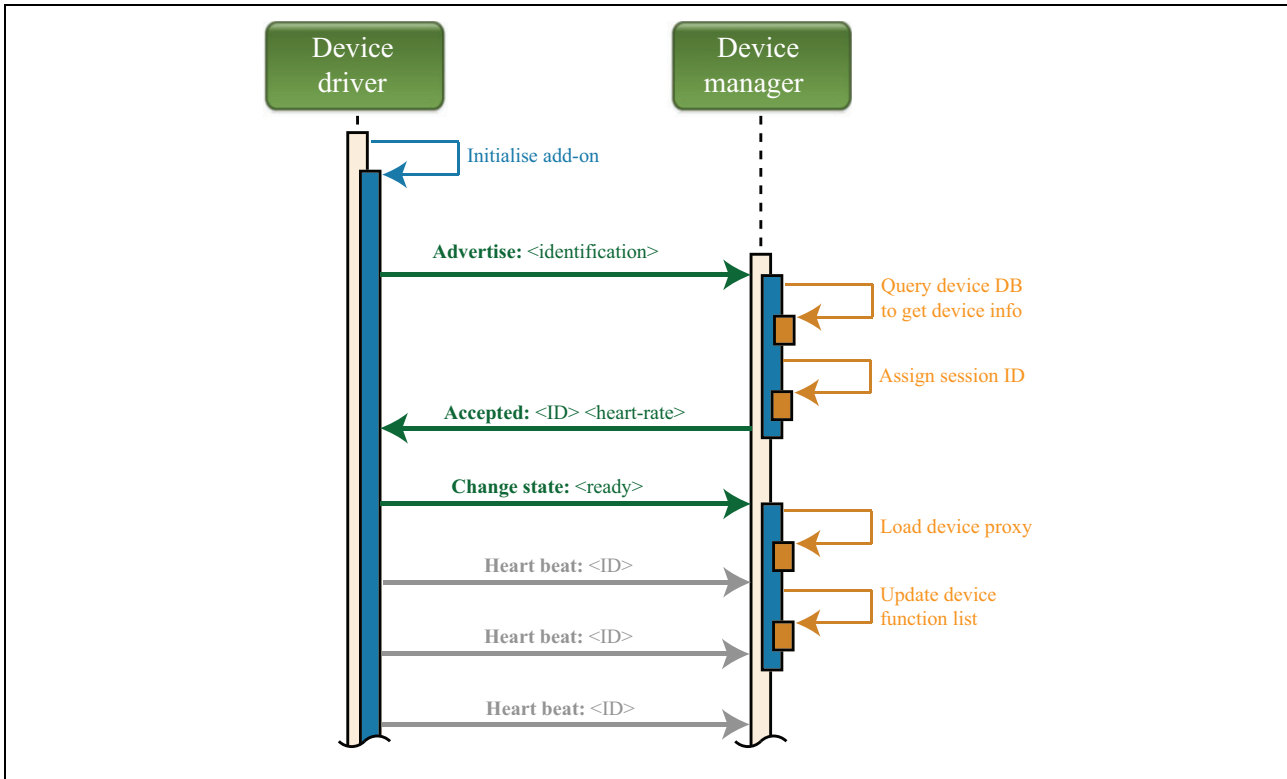 Device
driver
Device
manager
Initialise add-on
Advertise: <identification>
Query device DB
to get device info
Assign session ID
Accepted: <ID> <heart-rate>
Change state: <ready>
Load device proxy
Heart beat: <ID>
Update device
function list
Heart beat: <ID>
Heart beat: <ID>